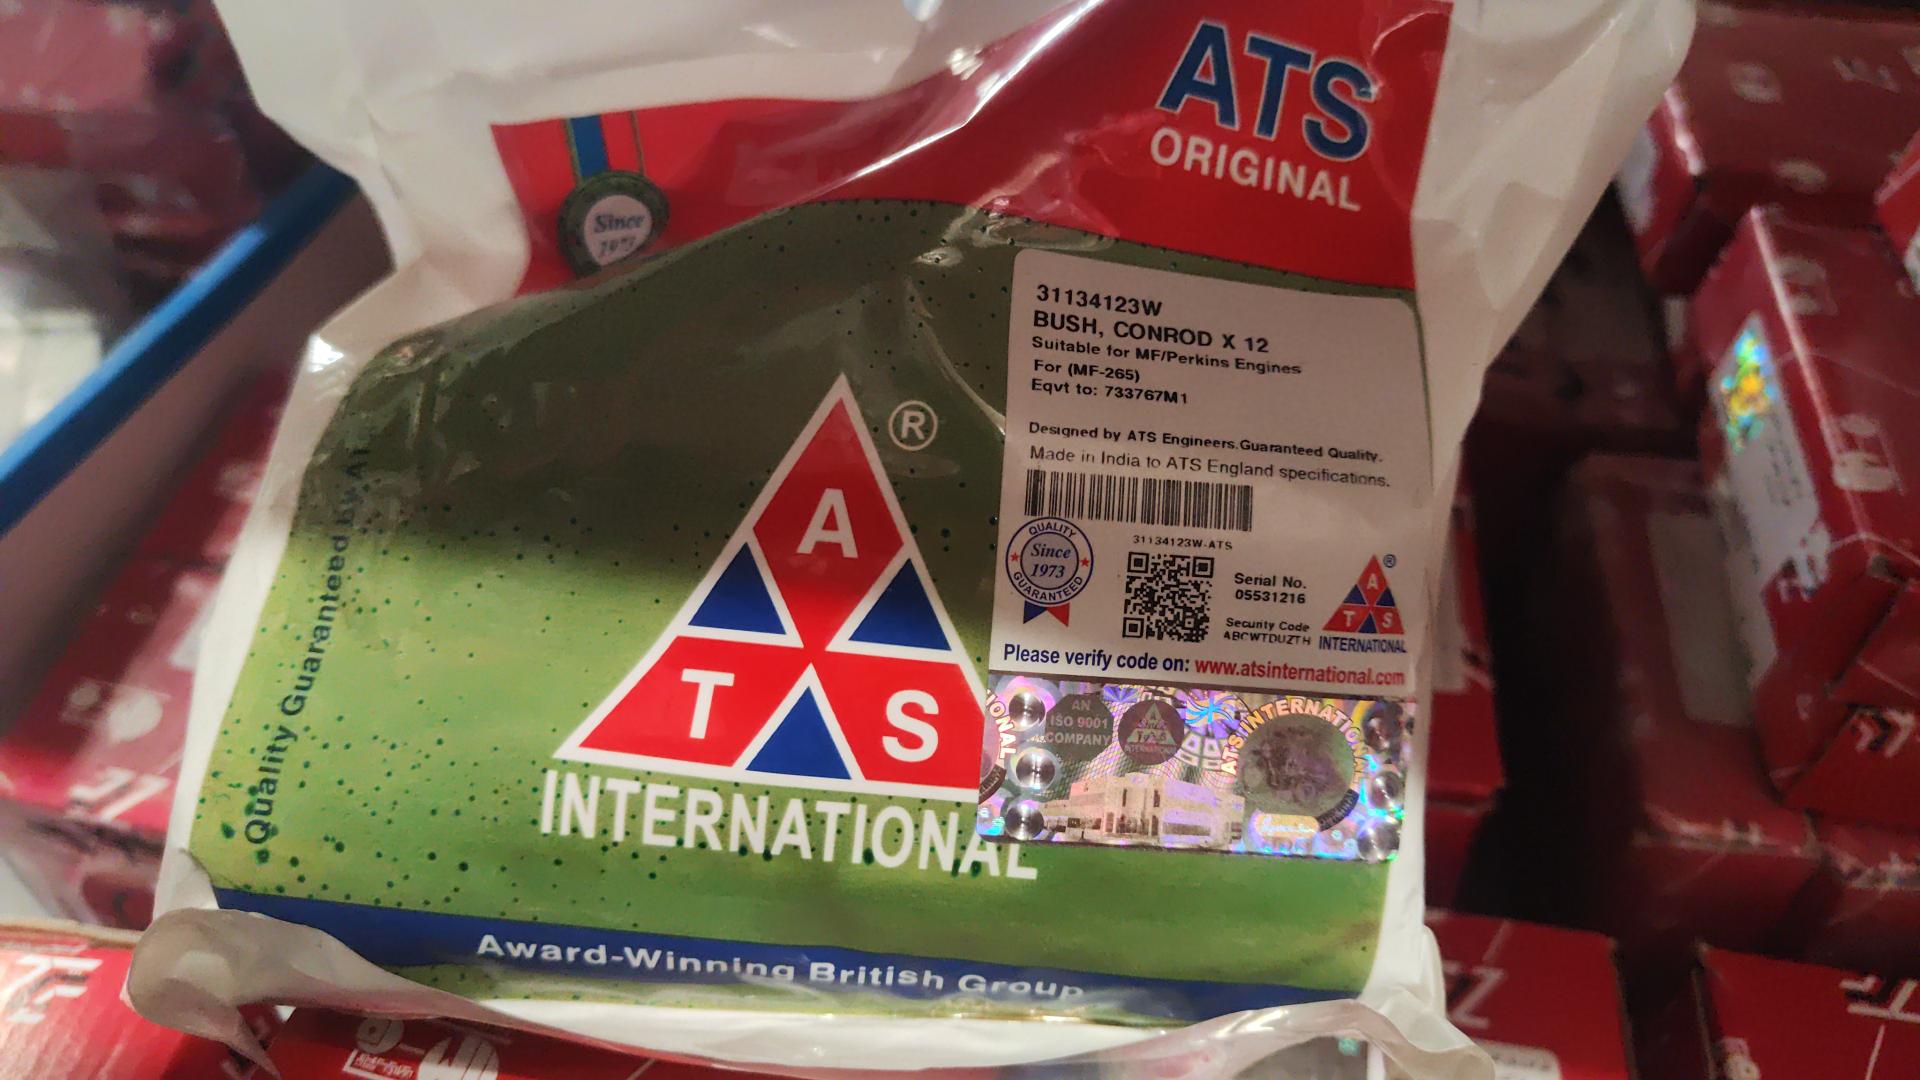 ATS
ORIGINAL
Since
1973
31134123W
BUSH, CONROD X 12
Suitable for MF/Perkins Engines
For (MF-265)
Eqvt to: 733767M1
Designed by ATS Engineers.Guaranteed Quality.
Made in India to ATS England specifications.
31134123W-ATS
QUALITY
Since
1973
GUARANTEED
Serial No.
05531216
Security Code
ABCWTDUZTH
A
T S
®
INTERNATIONAL
Please verify code on: www.atsinternational.com
AN
ISO 9001
COMPANY
ATS INTERNATIONAL
Quality Guaranteed by
®
A
T S
INTERNATIONAL
Award-Winning British Group